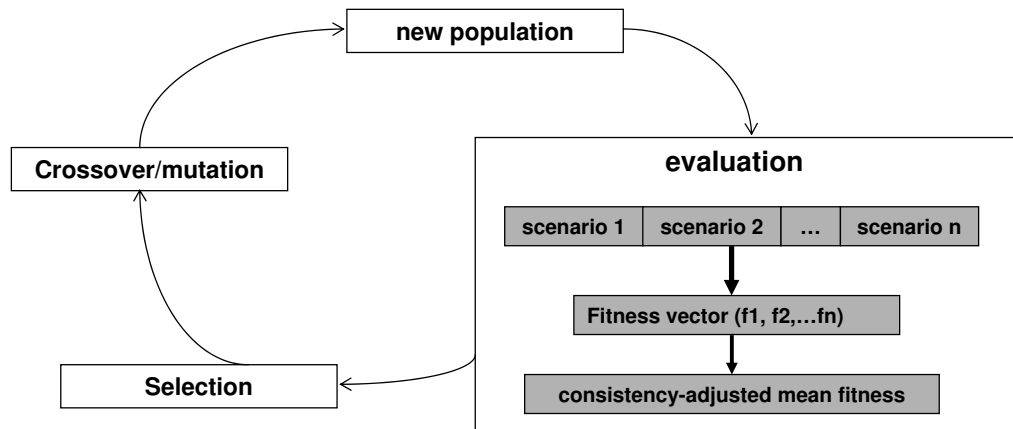 new population
Crossover/mutation
evaluation
scenario 1 scenario 2 … scenario n
Fitness vector (f1, f2,…fn)
Selection
consistency-adjusted mean fitness